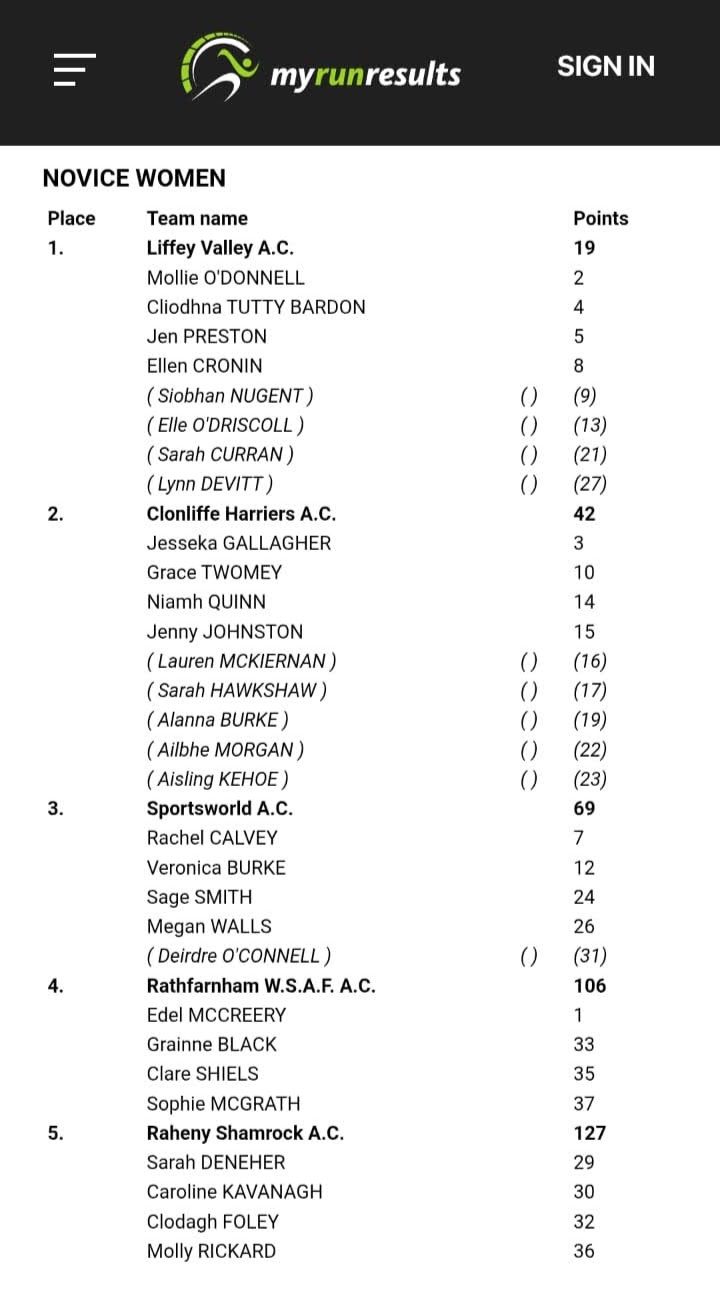 myrunresults SIGN IN
NOVICE WOMEN
Place Team name Points
1. Liffey Valley A.C. 19
Mollie O'DONNELL 2
Cliodhna TUTTY BARDON 4
Jen PRESTON 5
Ellen CRONIN 8
( Siobhan NUGENT ) () (9)
( Elle O'DRISCOLL ) () (13)
( Sarah CURRAN ) () (21)
( Lynn DEVITT ) () (27)
2. Clonliffe Harriers A.C. 42
Jesseka GALLAGHER 3
Grace TWOMEY 10
Niamh QUINN 14
Jenny JOHNSTON 15
( Lauren MCKIERNAN ) () (16)
( Sarah HAWKSHAW ) () (17)
( Alanna BURKE ) () (19)
( Ailbhe MORGAN ) () (22)
( Aisling KEHOE ) () (23)
3. Sportsworld A.C. 69
Rachel CALVEY 7
Veronica BURKE 12
Sage SMITH 24
Megan WALLS 26
( Deirdre O'CONNELL ) () (31)
4. Rathfarnham W.S.A.F. A.C. 106
Edel MCCREERY 1
Grainne BLACK 33
Clare SHIELS 35
Sophie MCGRATH 37
5. Raheny Shamrock A.C. 127
Sarah DENEHER 29
Caroline KAVANAGH 30
Clodagh FOLEY 32
Molly RICKARD 36